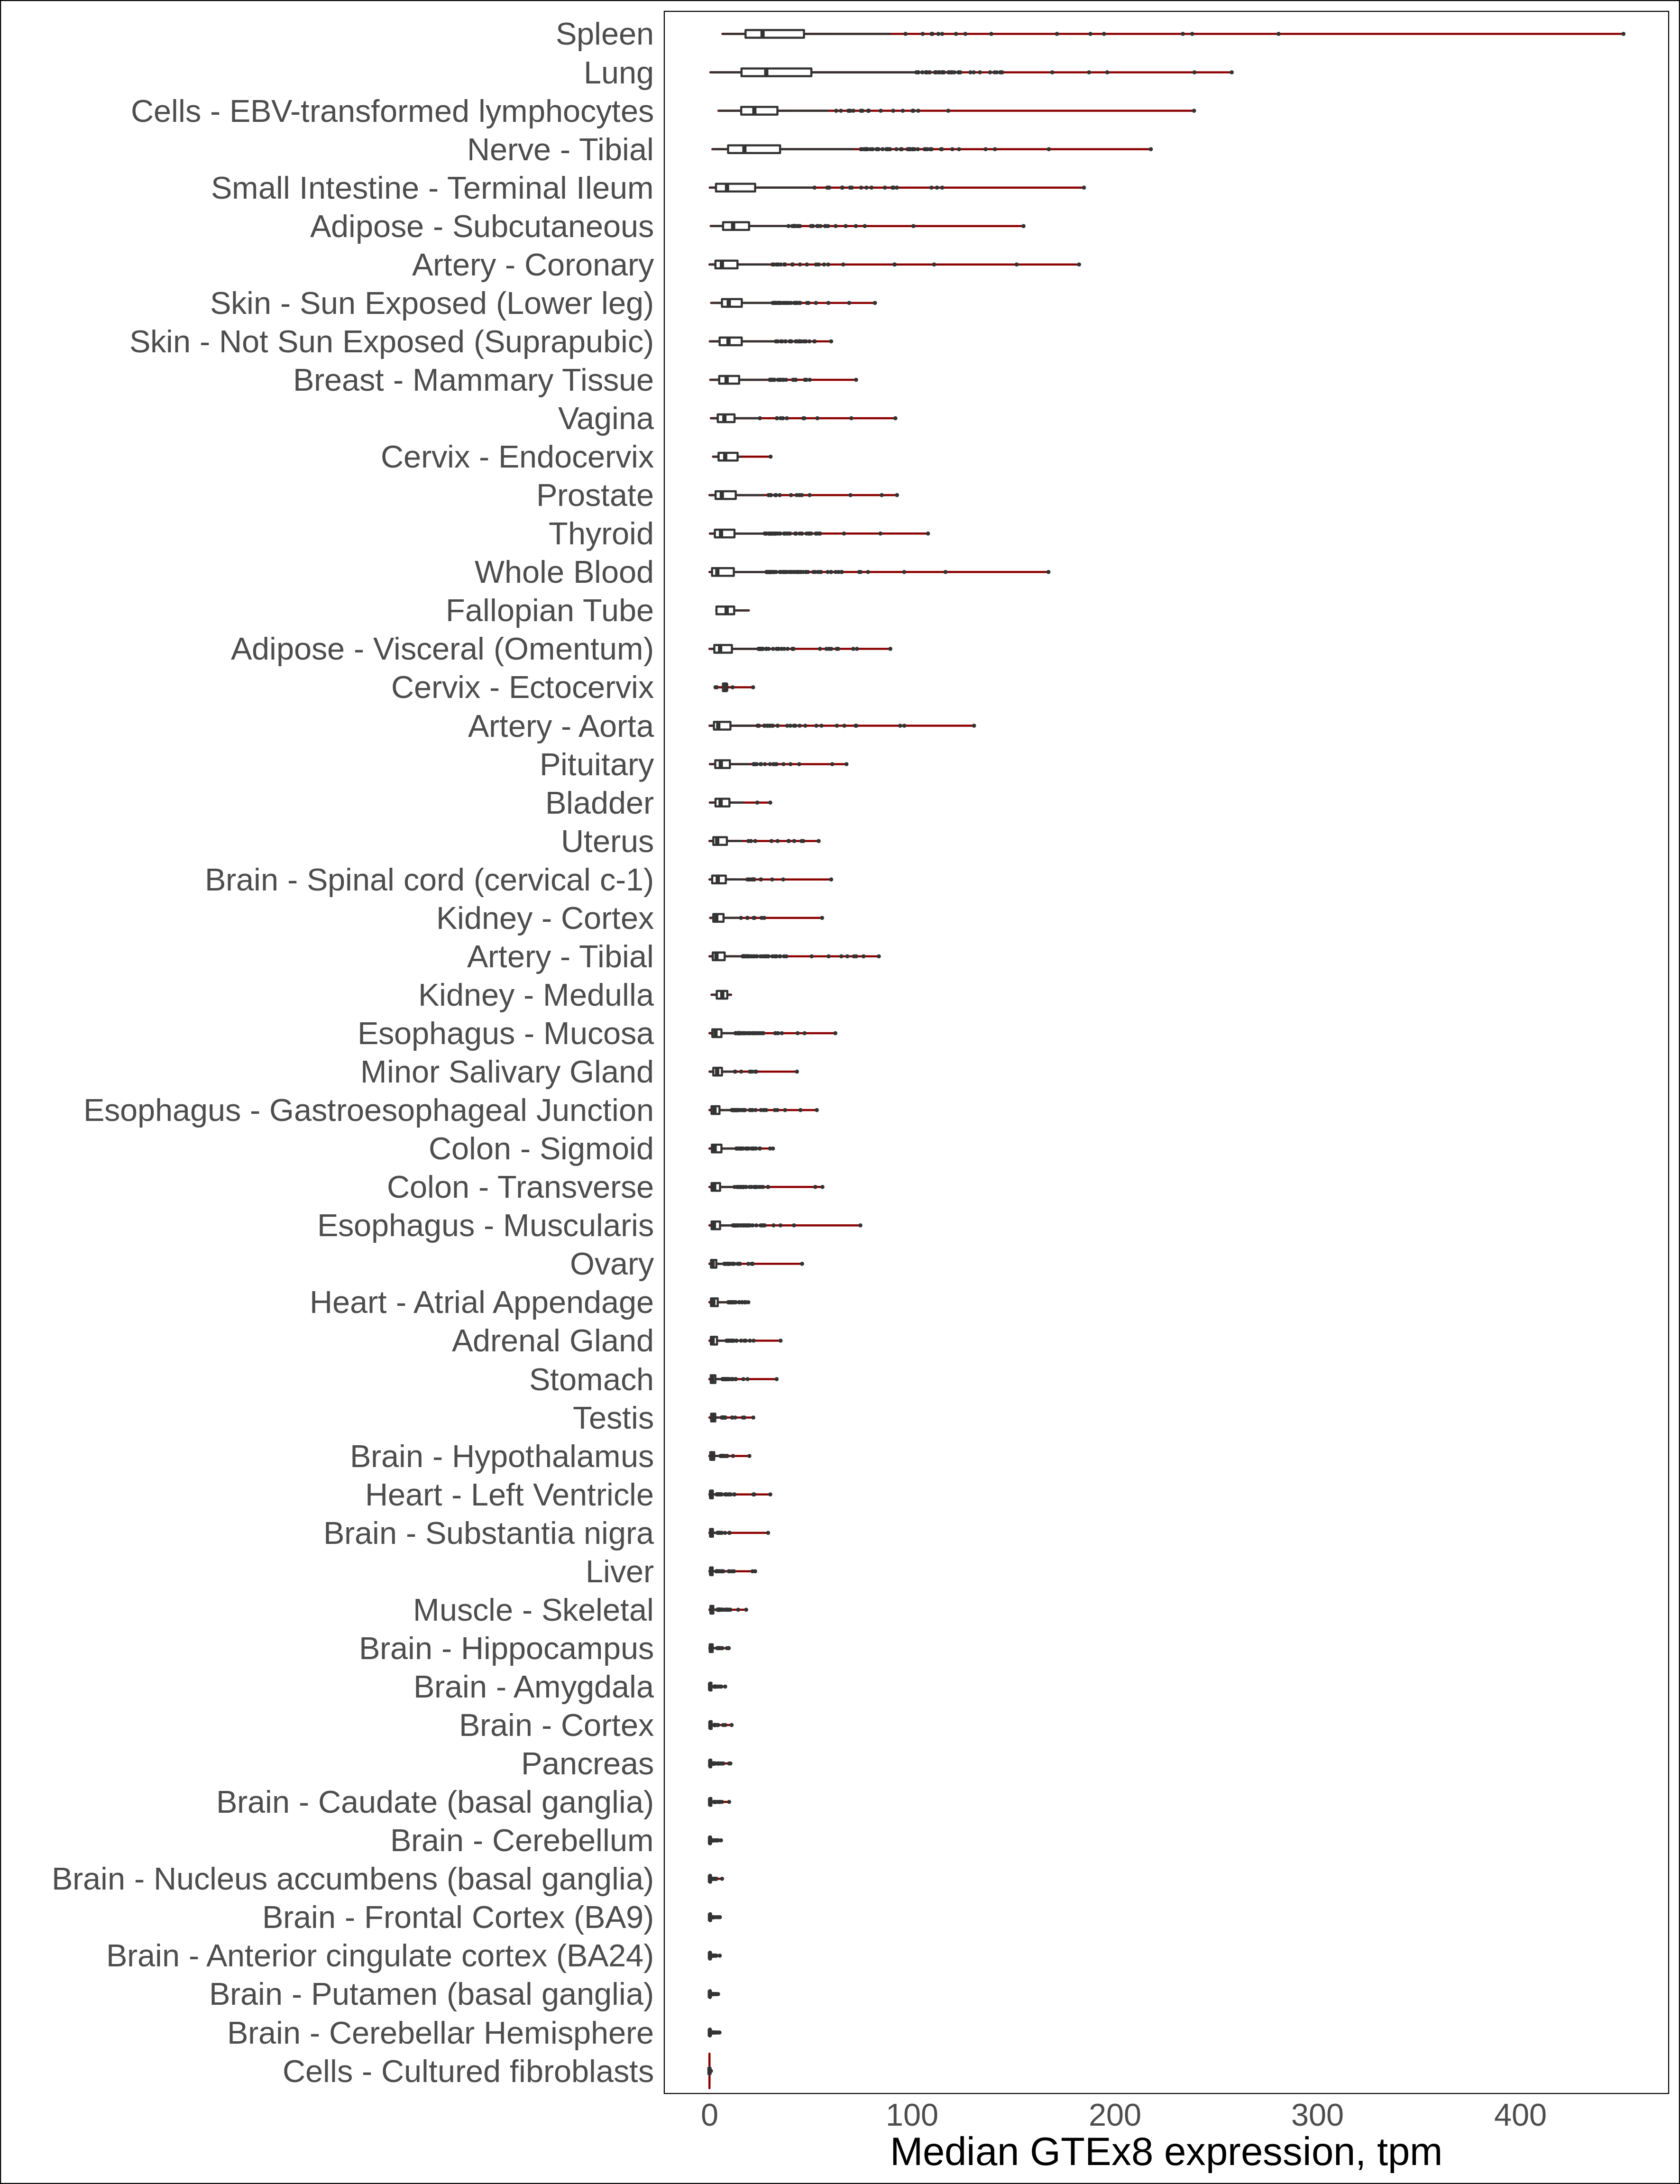 Spleen
Lung
Cells - EBV-transformed lymphocytes
Nerve - Tibial
Small Intestine - Terminal Ileum
Adipose - Subcutaneous
Artery - Coronary
Skin - Sun Exposed (Lower leg)
Skin - Not Sun Exposed (Suprapubic)
Breast - Mammary Tissue
Vagina
Cervix - Endocervix
Prostate
Thyroid
Whole Blood
Fallopian Tube
Adipose - Visceral (Omentum)
Cervix - Ectocervix
Artery - Aorta
Pituitary
Bladder
Uterus
Brain - Spinal cord (cervical c-1)
Kidney - Cortex
Artery - Tibial
Kidney - Medulla
Esophagus - Mucosa
Minor Salivary Gland
Esophagus - Gastroesophageal Junction
Colon - Sigmoid
Colon - Transverse
Esophagus - Muscularis
Ovary
Heart - Atrial Appendage
Adrenal Gland
Stomach
Testis
Brain - Hypothalamus
Heart - Left Ventricle
Brain - Substantia nigra
Liver
Muscle - Skeletal
Brain - Hippocampus
Brain - Amygdala
Brain - Cortex
Pancreas
Brain - Caudate (basal ganglia)
Brain - Cerebellum
Brain - Nucleus accumbens (basal ganglia)
Brain - Frontal Cortex (BA9)
Brain - Anterior cingulate cortex (BA24)
Brain - Putamen (basal ganglia)
Brain - Cerebellar Hemisphere
Cells - Cultured fibroblasts
0 100 200 300 400
Median GTEx8 expression, tpm